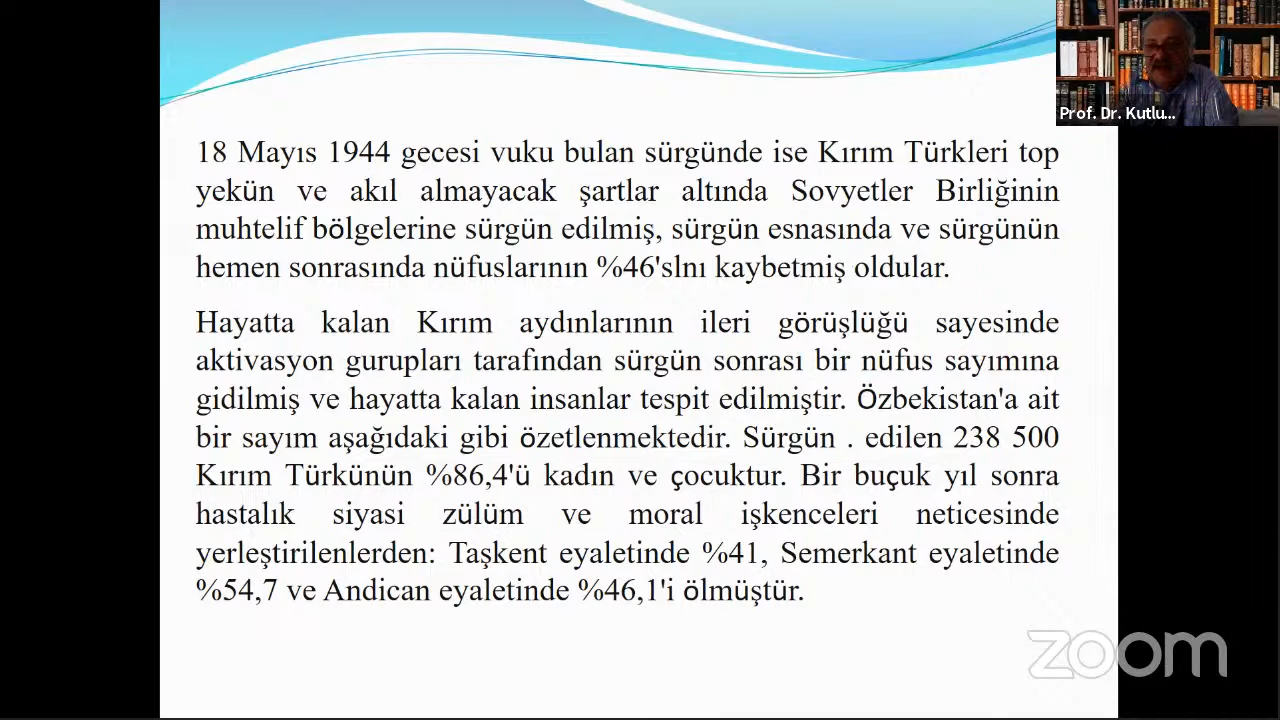 Prof. Dr. Kutlu...
18 Mayıs 1944 gecesi vuku bulan sürgünde ise Kırım Türkleri top
yekün ve akıl almayacak şartlar altında Sovyetler Birliğinin
muhtelif bölgelerine sürgün edilmiş, sürgün esnasında ve sürgünün
hemen sonrasında nüfuslarının %46'slnı kaybetmiş oldular.
Hayatta kalan Kırım aydınlarının ileri görüşlüğü sayesinde
aktivasyon gurupları tarafından sürgün sonrası bir nüfus sayımına
gidilmiş ve hayatta kalan insanlar tespit edilmiştir. Özbekistan'a ait
bir sayım aşağıdaki gibi özetlenmektedir. Sürgün . edilen 238 500
Kırım Türkünün %86,4'ü kadın ve çocuktur. Bir buçuk yıl sonra
hastalık siyasi zülüm ve moral işkenceleri neticesinde
yerleştirilenlerden: Taşkent eyaletinde %41, Semerkant eyaletinde
%54,7 ve Andican eyaletinde %46,1'i ölmüştür.
zoom